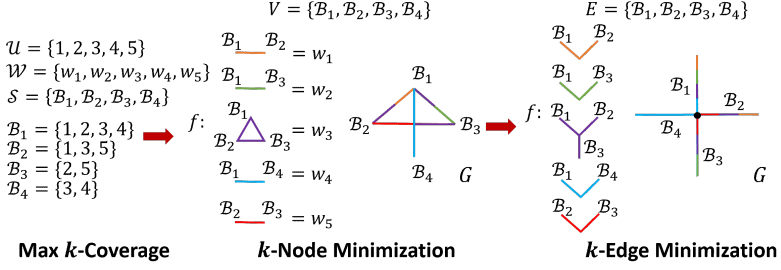 𝒰 = {1, 2, 3, 4, 5}
𝒲 = {w₁, w₂, w₃, w₄, w₅}
𝒮 = {ℬ₁, ℬ₂, ℬ₃, ℬ₄}
ℬ₁ = {1, 2, 3, 4}
ℬ₂ = {1, 3, 5}
ℬ₃ = {2, 5}
ℬ₄ = {3, 4}
Max k-Coverage
V = {ℬ₁, ℬ₂, ℬ₃, ℬ₄}
f:
ℬ₁ ℬ₂ = w₁
ℬ₁ ℬ₃ = w₂
ℬ₁
ℬ₂ ℬ₃ = w₃
ℬ₁ ℬ₄ = w₄
ℬ₂ ℬ₃ = w₅
ℬ₁
ℬ₂ ℬ₃
ℬ₄ G
k-Node Minimization
E = {ℬ₁, ℬ₂, ℬ₃, ℬ₄}
f:
ℬ₁ ℬ₂
ℬ₁ ℬ₃
ℬ₁ ℬ₂
ℬ₃
ℬ₁ ℬ₄
ℬ₂ ℬ₃
ℬ₁
ℬ₂
ℬ₄
ℬ₃
G
k-Edge Minimization